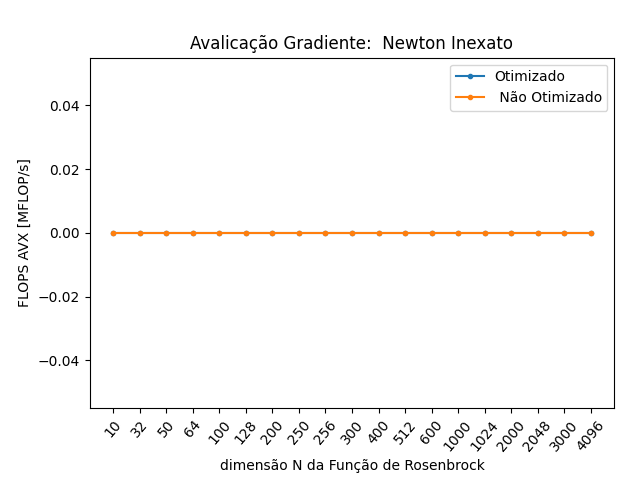 Avalicação Gradiente:  Newton Inexato
Otimizado
Não Otimizado
FLOPS AVX [MFLOP/s]
0.04
0.02
0.00
−0.02
−0.04
10 32 50 64 100 128 200 250 256 300 400 512 600 1000 1024 2000 2048 3000 4096
dimensão N da Função de Rosenbrock